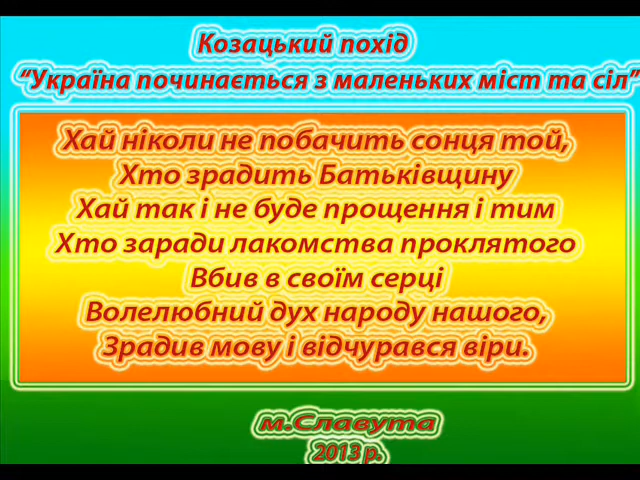 Козацький похід
“Україна починається з маленьких міст та сіл”
Хай ніколи не побачить сонця той,
Хто зрадить Батьківщину
Хай так і не буде прощення і тим
Хто заради лакомства проклятого
Вбив в своїм серці
Волелюбний дух народу нашого,
Зрадив мову і відчурався віри.
м.Славута
2013 р.